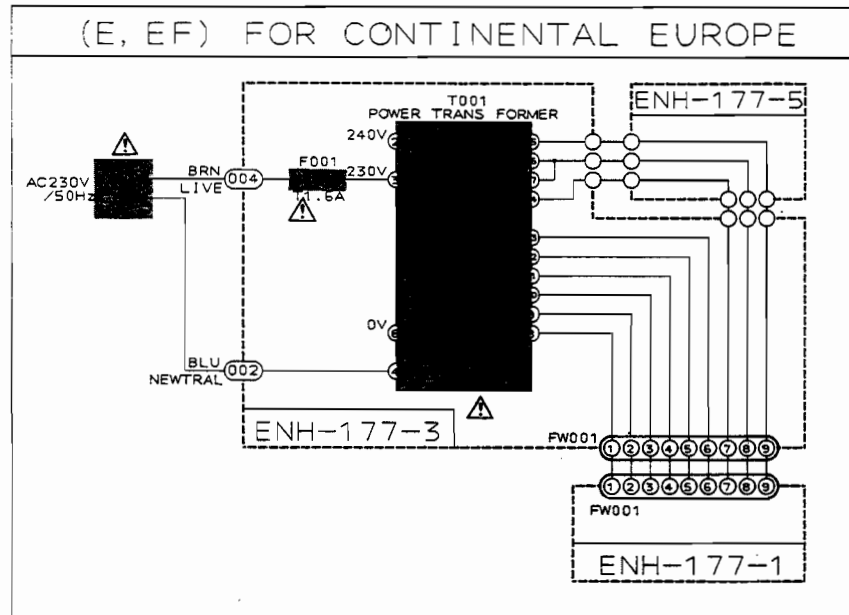 (E, EF) FOR CONTINENTAL EUROPE
ENH-177-5
T001
POWER TRANS FORMER
240V
F001
230V
BRN
LIVE
004
AC230V
/50Hz
T1.6A
0V
BLU
NEWTRAL
002
ENH-177-3
FW001
1 2 3 4 5 6 7 8 9
1 2 3 4 5 6 7 8 9
FW001
ENH-177-1